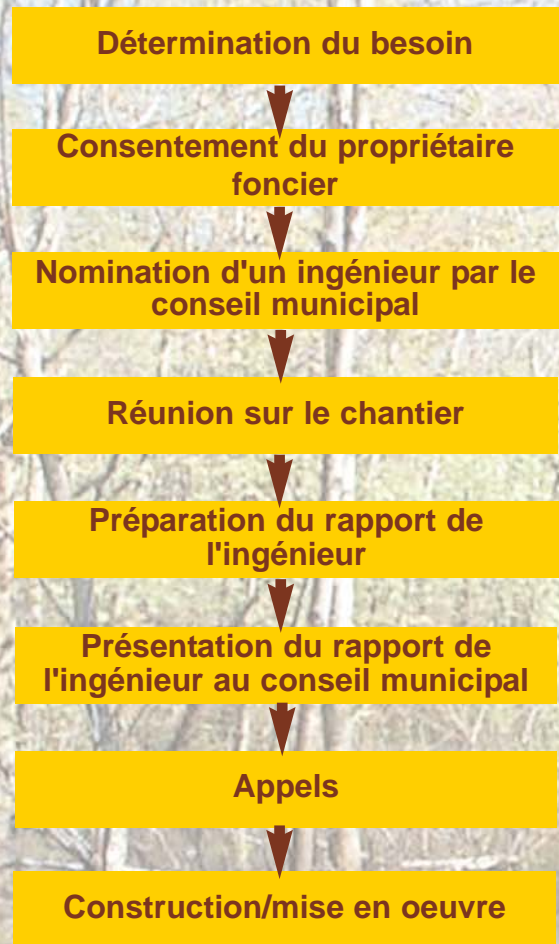 Détermination du besoin
Consentement du propriétaire
foncier
Nomination d'un ingénieur par le
conseil municipal
Réunion sur le chantier
Préparation du rapport de
l'ingénieur
Présentation du rapport de
l'ingénieur au conseil municipal
Appels
Construction/mise en oeuvre